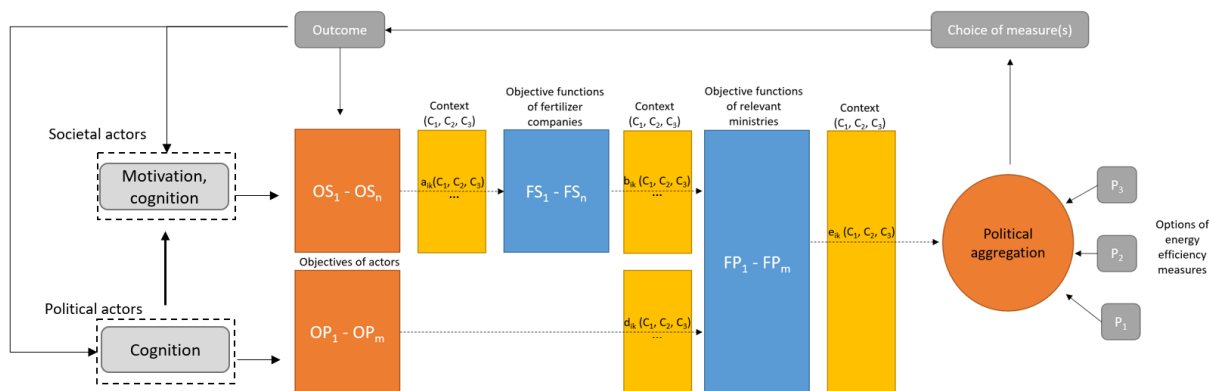 Outcome
Choice of measure(s)
Societal actors
Motivation,
cognition
Political actors
Cognition
OS₁ - OSₙ
Objectives of actors
OP₁ - OPₘ
Context
(C₁, C₂, C₃)
aᵢₖ(C₁, C₂, C₃)
...
Objective functions
of fertilizer
companies
FS₁ - FSₙ
Context
(C₁, C₂, C₃)
bᵢₖ(C₁, C₂, C₃)
...
dᵢₖ (C₁, C₂, C₃)
...
Objective functions
of relevant
ministries
FP₁ - FPₘ
Context
(C₁, C₂, C₃)
eᵢₖ (C₁, C₂, C₃)
Political
aggregation
P₃
P₂
P₁
Options of
energy
efficiency
measures